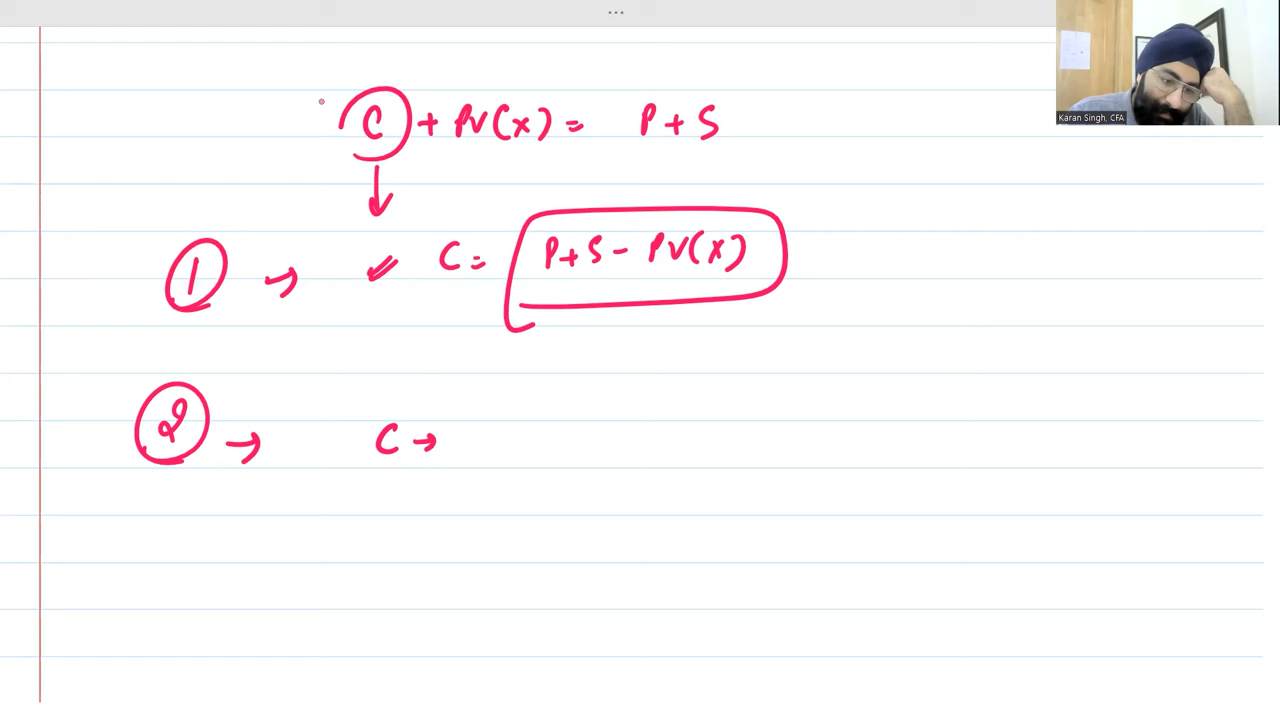 C + PV(x) = P + S
Karan Singh, CFA
1 → ✓ C = P + S - PV(x)
2 → C →